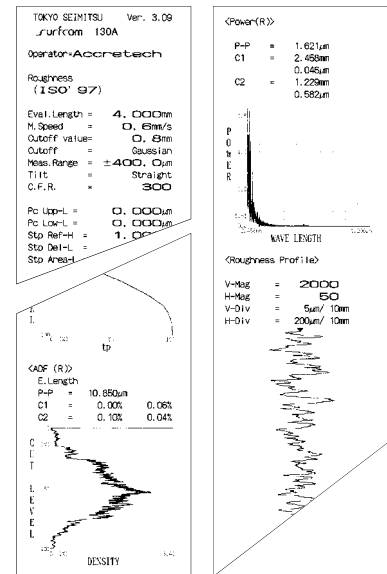 TOKYO SEIMITSU Ver. 3.09
surfcom 130A
Operator=Accretech
Roughness
(ISO' 97)
Eval.Length = 4. 000mm
M.Speed = 0. 6mm/s
Cutoff value= 0. 8mm
Cutoff = Gaussian
Meas.Range = ±400. 0μm
Tilt = Straight
C.F.R. = 300
Pc Upp-L = 0. 000μm
Pc Low-L = 0. 000μm
Stp Ref-H = 1. 00
Stp Del-L =
Stp Area-L
L
tp
<ADF (R)>
E.Length
P-P = 10.850μm
C1 = 0.00% 0.06%
C2 = 0.10% 0.04%
C
U
T
L
E
V
E
L
DENSITY
<Power(R)>
P-P = 1.621μm
C1 = 2.458mm
0.046μm
C2 = 1.229mm
0.582μm
P
O
W
E
R
WAVE LENGTH
<Roughness Profile>
V-Mag = 2000
H-Mag = 50
V-Div = 5μm/ 10mm
H-Div = 200μm/ 10mm